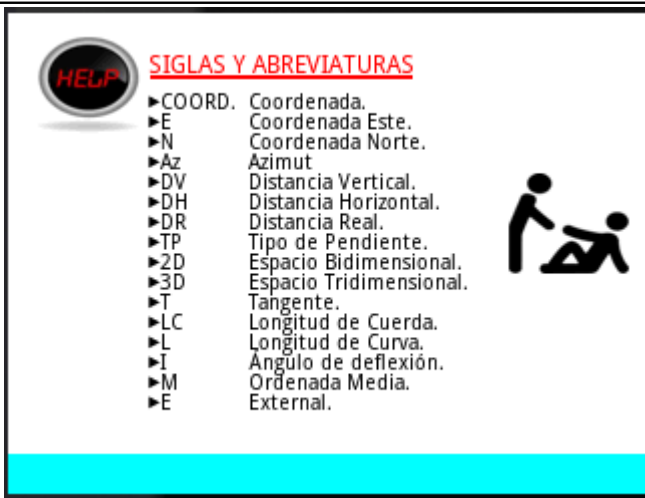 HELP
SIGLAS Y ABREVIATURAS
►COORD. Coordenada.
►E Coordenada Este.
►N Coordenada Norte.
►Az Azimut
►DV Distancia Vertical.
►DH Distancia Horizontal.
►DR Distancia Real.
►TP Tipo de Pendiente.
►2D Espacio Bidimensional.
►3D Espacio Tridimensional.
►T Tangente.
►LC Longitud de Cuerda.
►L Longitud de Curva.
►I Ángulo de deflexión.
►M Ordenada Media.
►E External.